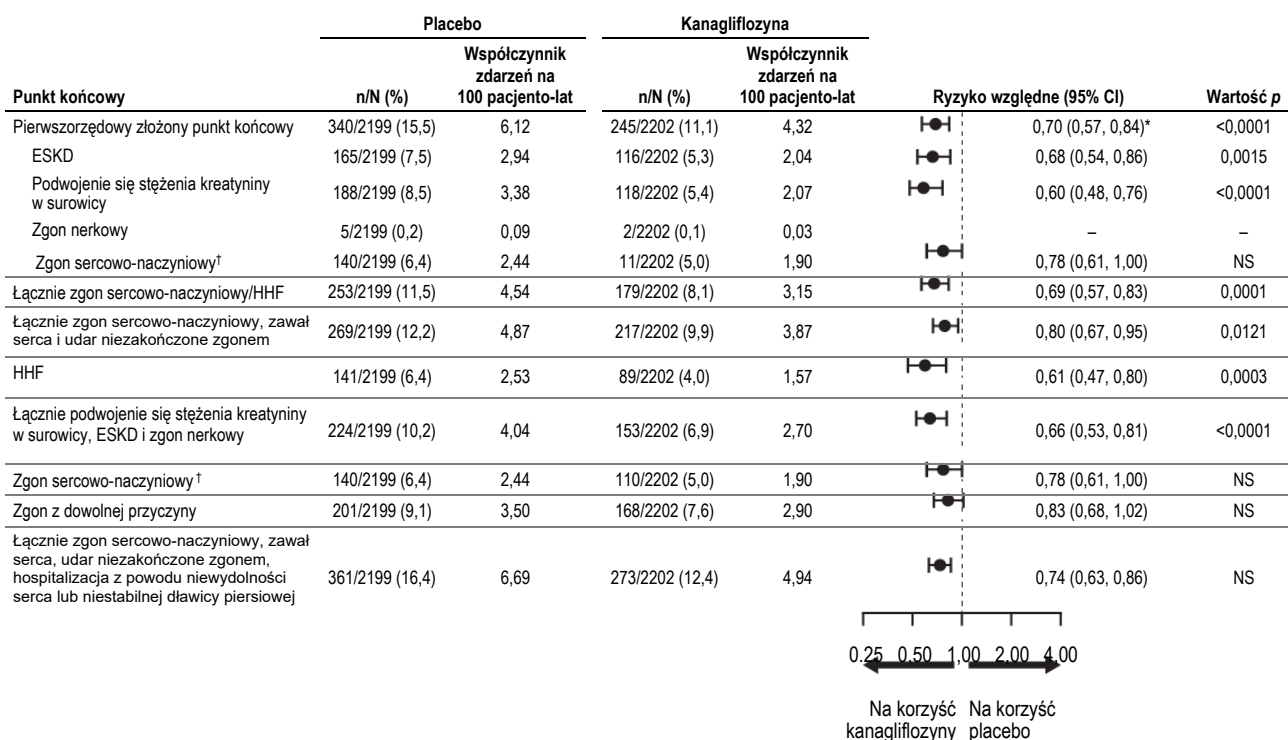 Placebo Kanagliflozyna
Punkt końcowy n/N (%) Współczynnik zdarzeń na 100 pacjento-lat n/N (%) Współczynnik zdarzeń na 100 pacjento-lat Ryzyko względne (95% CI) Wartość p
Pierwszorzędowy złożony punkt końcowy 340/2199 (15,5) 6,12 245/2202 (11,1) 4,32 0,70 (0,57, 0,84)* <0,0001
ESKD 165/2199 (7,5) 2,94 116/2202 (5,3) 2,04 0,68 (0,54, 0,86) 0,0015
Podwojenie się stężenia kreatyniny
w surowicy 188/2199 (8,5) 3,38 118/2202 (5,4) 2,07 0,60 (0,48, 0,76) <0,0001
Zgon nerkowy 5/2199 (0,2) 0,09 2/2202 (0,1) 0,03 – –
Zgon sercowo-naczyniowy† 140/2199 (6,4) 2,44 11/2202 (5,0) 1,90 0,78 (0,61, 1,00) NS
Łącznie zgon sercowo-naczyniowy/HHF 253/2199 (11,5) 4,54 179/2202 (8,1) 3,15 0,69 (0,57, 0,83) 0,0001
Łącznie zgon sercowo-naczyniowy, zawał
serca i udar niezakończone zgonem 269/2199 (12,2) 4,87 217/2202 (9,9) 3,87 0,80 (0,67, 0,95) 0,0121
HHF 141/2199 (6,4) 2,53 89/2202 (4,0) 1,57 0,61 (0,47, 0,80) 0,0003
Łącznie podwojenie się stężenia kreatyniny
w surowicy, ESKD i zgon nerkowy 224/2199 (10,2) 4,04 153/2202 (6,9) 2,70 0,66 (0,53, 0,81) <0,0001
Zgon sercowo-naczyniowy † 140/2199 (6,4) 2,44 110/2202 (5,0) 1,90 0,78 (0,61, 1,00) NS
Zgon z dowolnej przyczyny 201/2199 (9,1) 3,50 168/2202 (7,6) 2,90 0,83 (0,68, 1,02) NS
Łącznie zgon sercowo-naczyniowy, zawał
serca, udar niezakończone zgonem,
hospitalizacja z powodu niewydolności
serca lub niestabilnej dławicy piersiowej 361/2199 (16,4) 6,69 273/2202 (12,4) 4,94 0,74 (0,63, 0,86) NS
0.25 0,50 1,00 2,00 4,00
Na korzyść Na korzyść
kanagliflozyny placebo